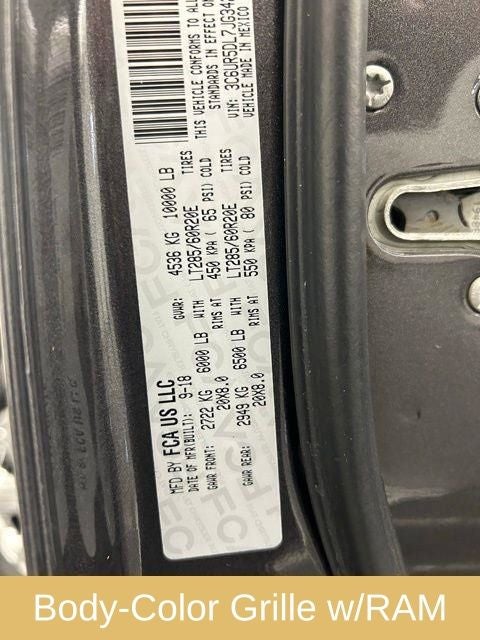 MFD BY FCA US LLC
DATE OF MFR(BUILT): 9-18 GVWR: 4536 KG 10000 LB
GAWR FRONT: 2722 KG 6000 LB WITH LT285/60R20E TIRES
20X8.0 RIMS AT 450 KPA ( 65 PSI) COLD
GAWR REAR: 2949 KG 6500 LB WITH LT285/60R20E TIRES
20X8.0 RIMS AT 550 KPA ( 80 PSI) COLD
THIS VEHICLE CONFORMS TO ALL
STANDARDS IN EFFECT ON
VIN: 3C6UR5DL7JG34
VEHICLE MADE IN MEXICO
Body-Color Grille w/RAM